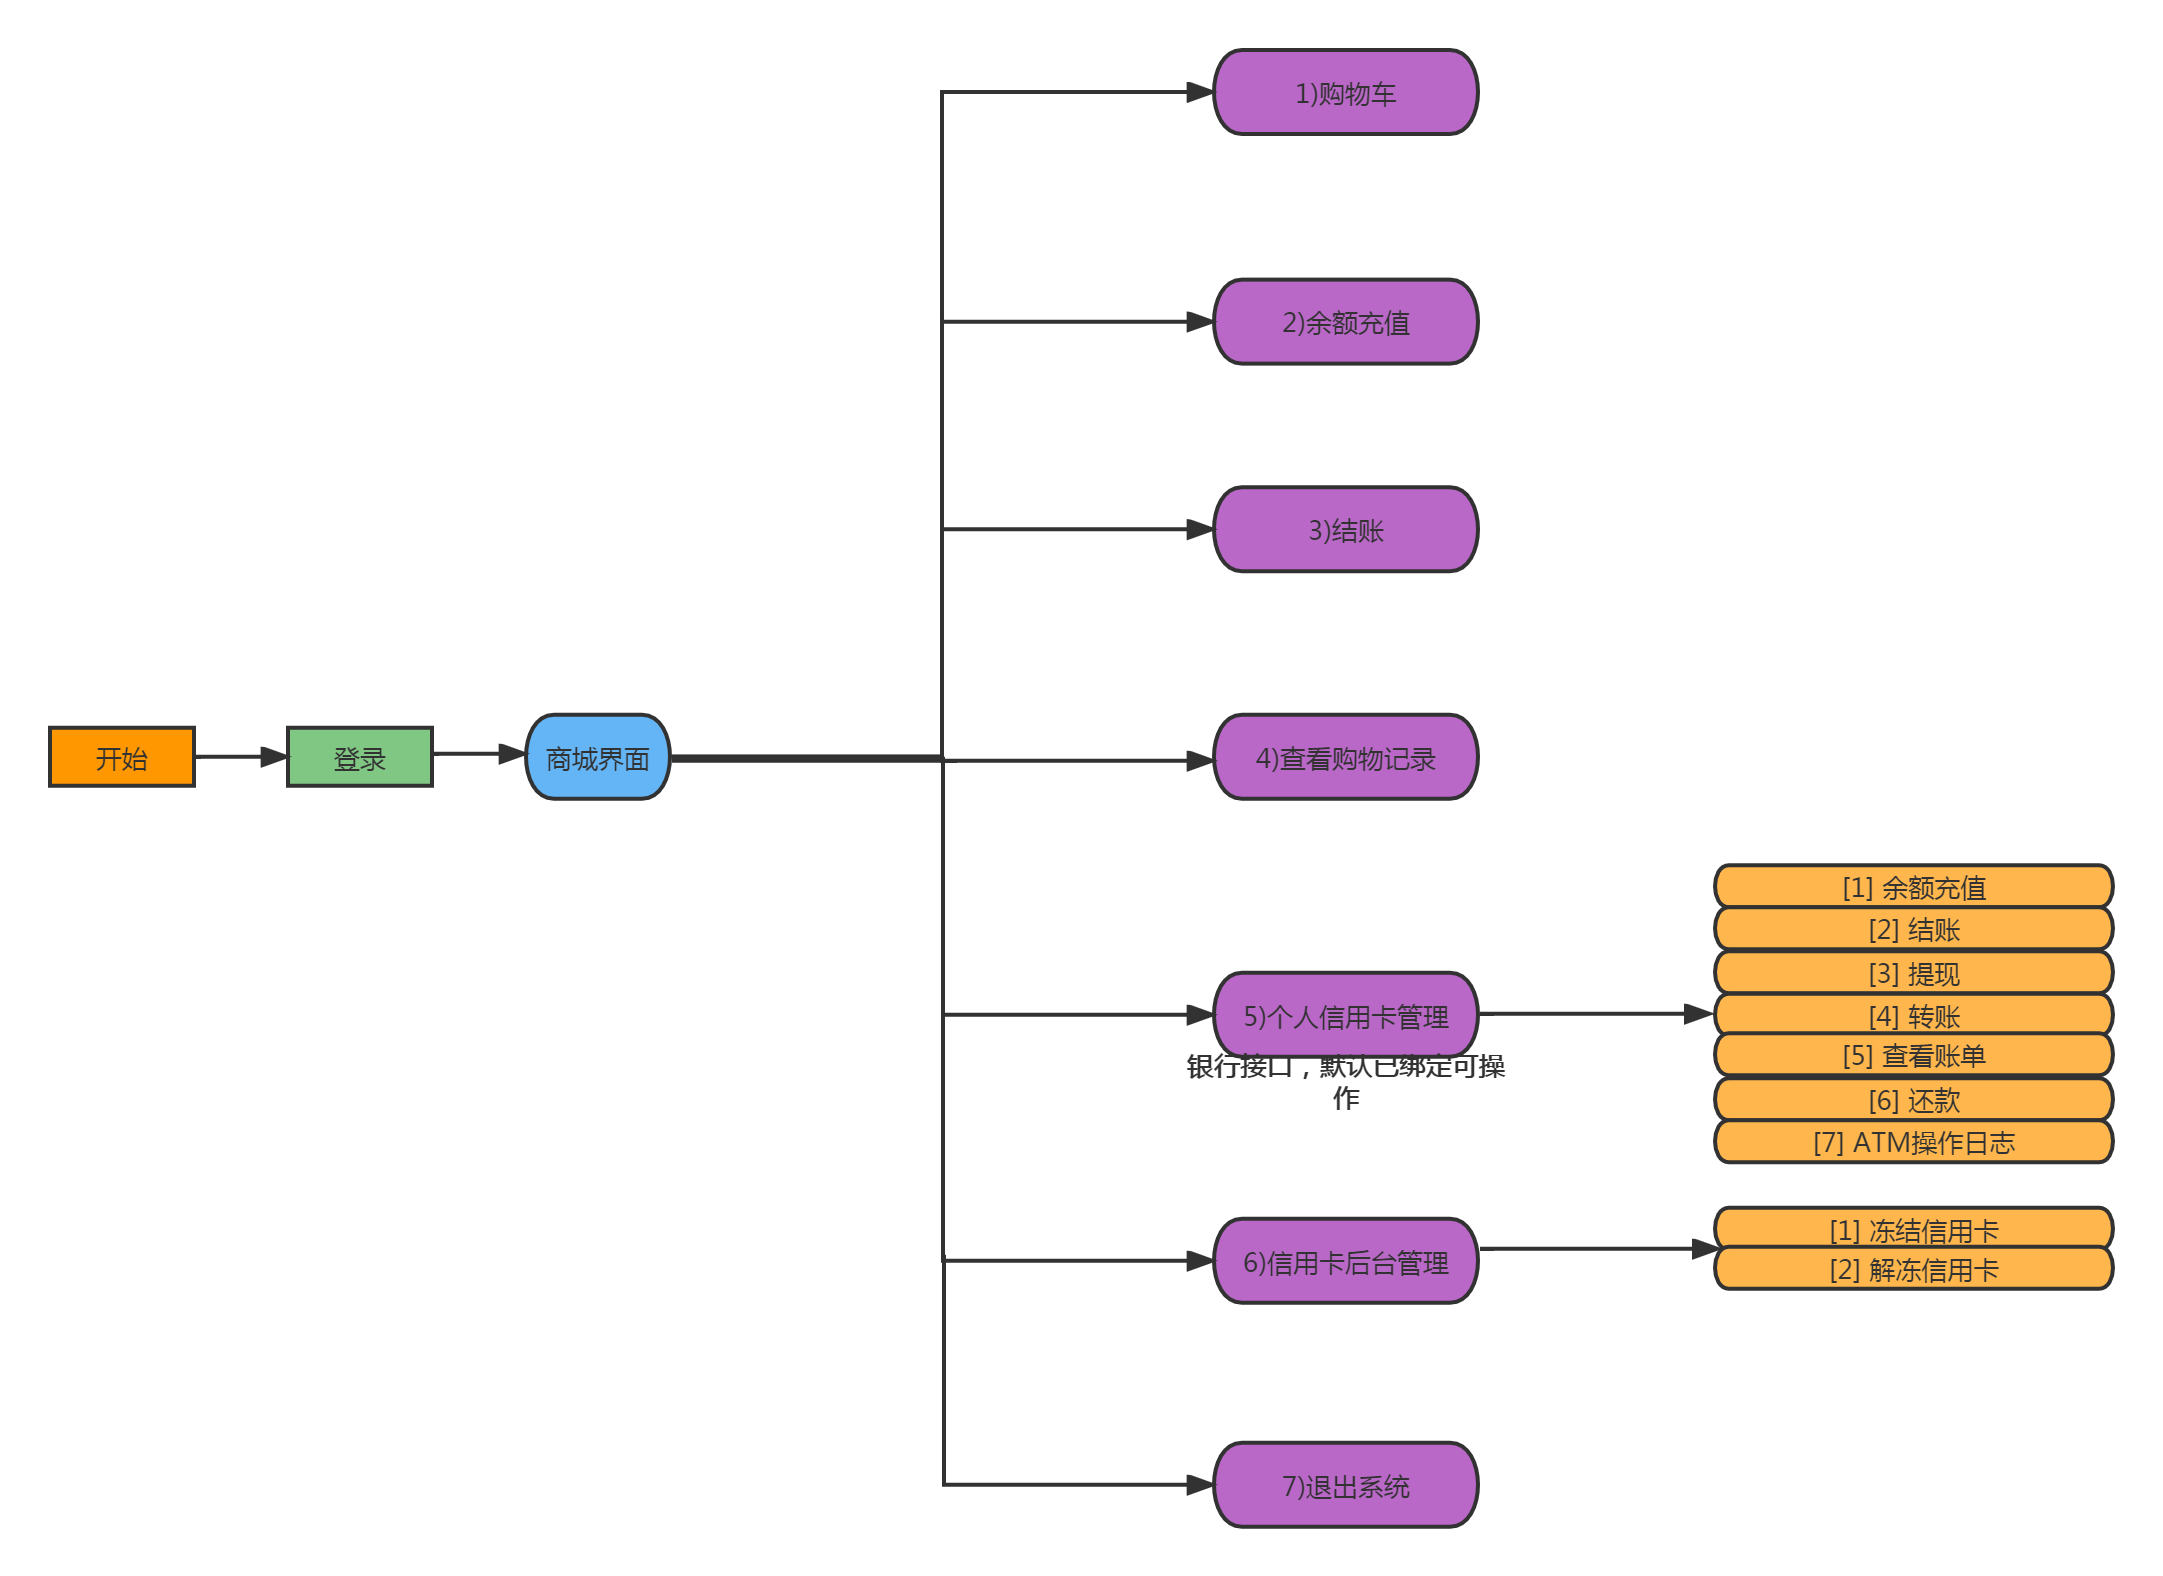 开始
登录
商城界面
1)购物车
2)余额充值
3)结账
4)查看购物记录
5)个人信用卡管理
银行接口，默认已绑定可操
作
[1] 余额充值
[2] 结账
[3] 提现
[4] 转账
[5] 查看账单
[6] 还款
[7] ATM操作日志
6)信用卡后台管理
[1] 冻结信用卡
[2] 解冻信用卡
7)退出系统